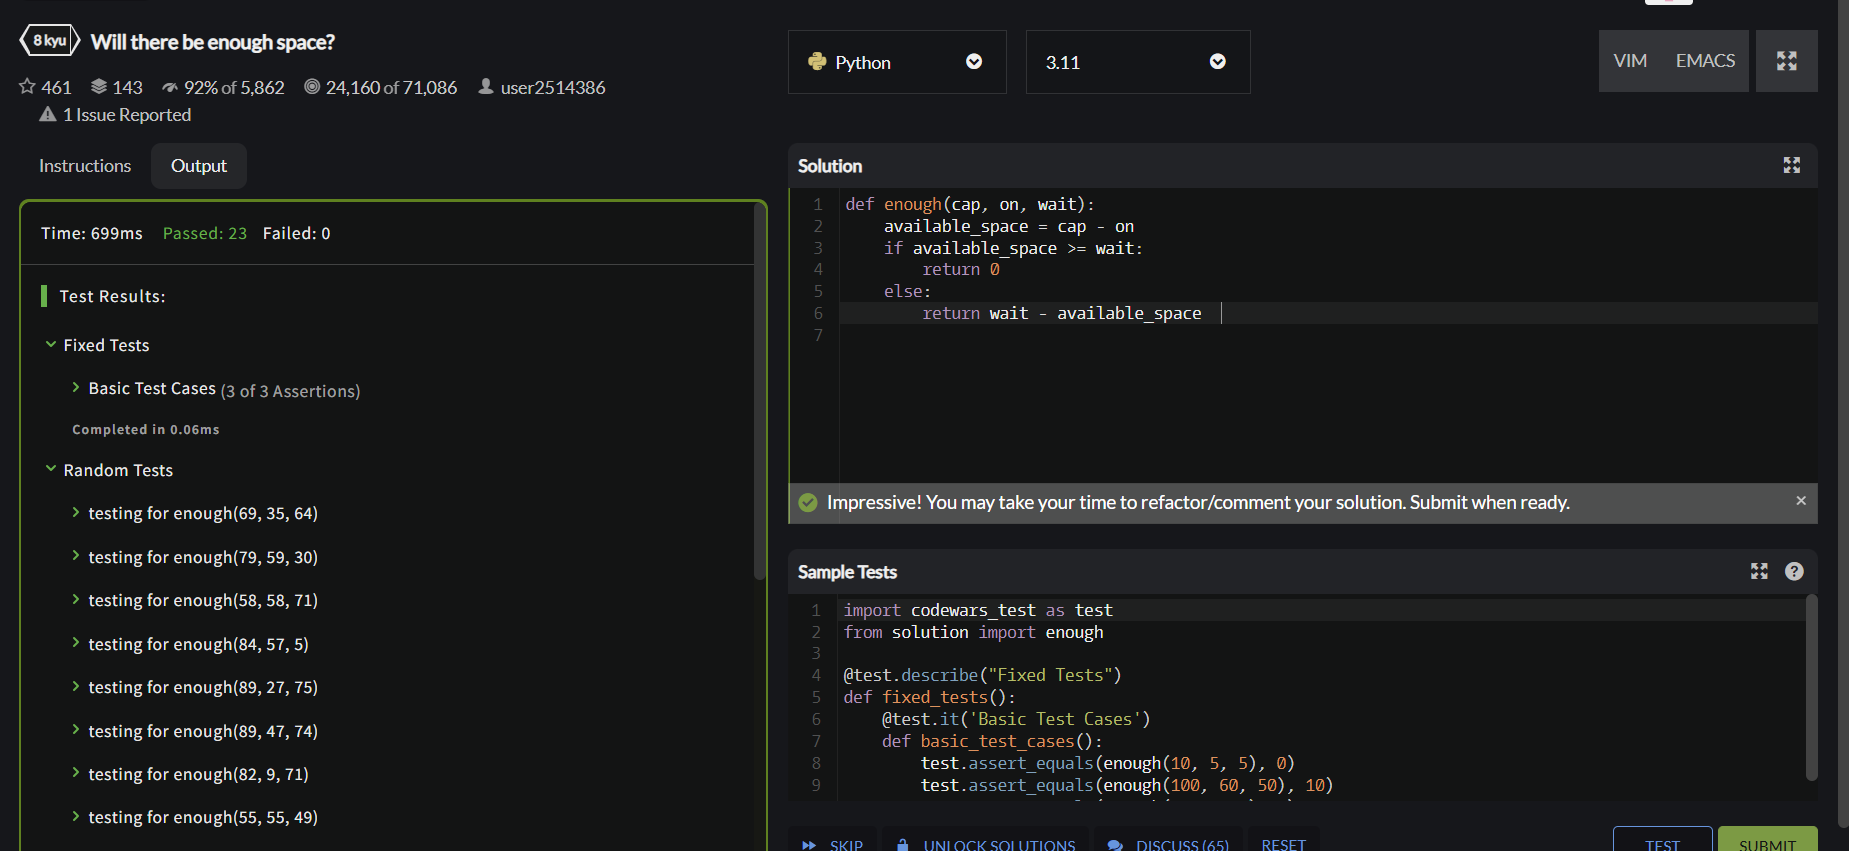 8 kyu Will there be enough space?
461 143 92% of 5,862 24,160 of 71,086 user2514386
1 Issue Reported
Instructions Output
Time: 699ms Passed: 23 Failed: 0
Test Results:
Fixed Tests
Basic Test Cases (3 of 3 Assertions)
Completed in 0.06ms
Random Tests
testing for enough(69, 35, 64)
testing for enough(79, 59, 30)
testing for enough(58, 58, 71)
testing for enough(84, 57, 5)
testing for enough(89, 27, 75)
testing for enough(89, 47, 74)
testing for enough(82, 9, 71)
testing for enough(55, 55, 49)
Python 3.11 VIM EMACS
Solution
1 def enough(cap, on, wait):
2     available_space = cap - on
3     if available_space >= wait:
4         return 0
5     else:
6         return wait - available_space
7
Impressive! You may take your time to refactor/comment your solution. Submit when ready. ×
Sample Tests ?
1 import codewars_test as test
2 from solution import enough
3
4 @test.describe("Fixed Tests")
5 def fixed_tests():
6     @test.it('Basic Test Cases')
7     def basic_test_cases():
8         test.assert_equals(enough(10, 5, 5), 0)
9         test.assert_equals(enough(100, 60, 50), 10)
SKIP UNLOCK SOLUTIONS DISCUSS (65) RESET TEST SUBMIT